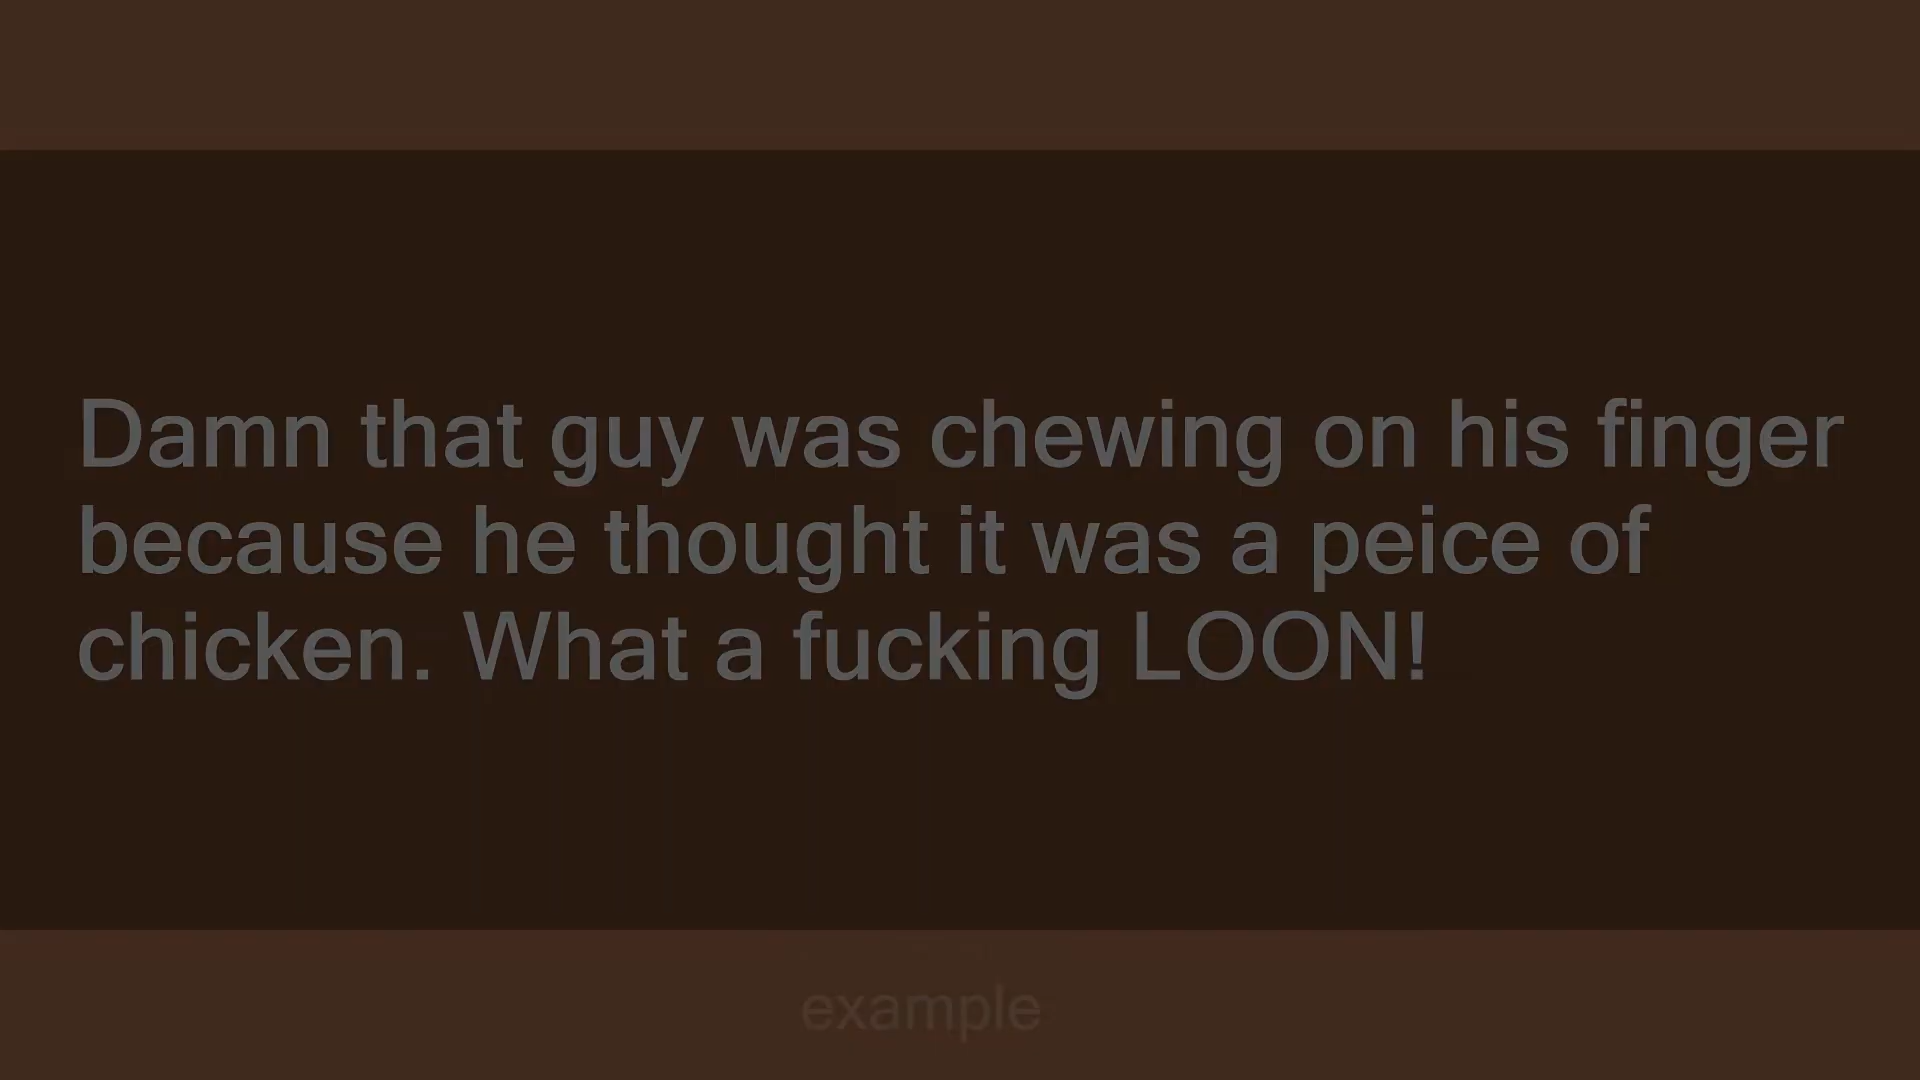 Damn that guy was chewing on his finger
because he thought it was a peice of
chicken. What a fucking LOON!
example